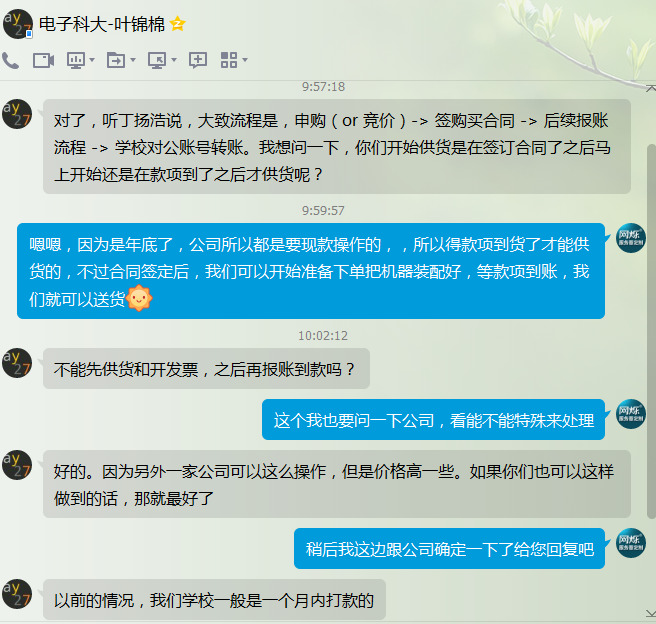 电子科大-叶锦棉
9:57:18
对了，听丁扬浩说，大致流程是，申购（or 竞价）-> 签购买合同 -> 后续报账
流程 -> 学校对公账号转账。我想问一下，你们开始供货是在签订合同了之后马
上开始还是在款项到了之后才供货呢？
9:59:57
嗯嗯，因为是年底了，公司所以都是要现款操作的，，所以得款项到货了才能供
货的，不过合同签定后，我们可以开始准备下单把机器装配好，等款项到账，我
们就可以送货
10:02:12
不能先供货和开发票，之后再报账到款吗？
这个我也要问一下公司，看能不能特殊来处理
好的。因为另外一家公司可以这么操作，但是价格高一些。如果你们也可以这样
做到的话，那就最好了
稍后我这边跟公司确定一下了给您回复吧
以前的情况，我们学校一般是一个月内打款的